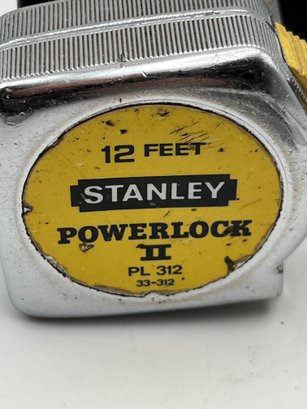 12 FEET
STANLEY
POWERLOCK
II
PL 312
33-312